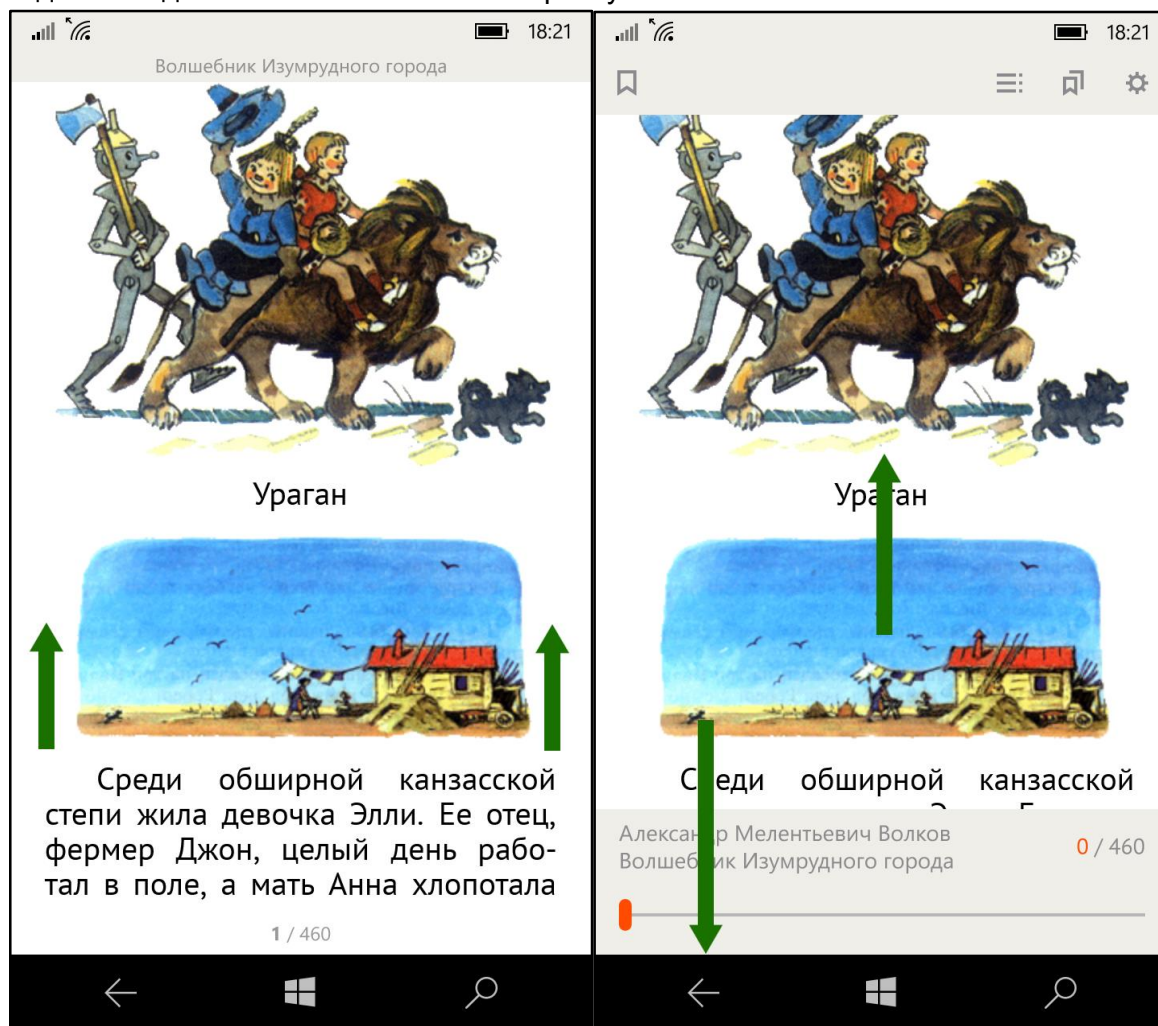 18:21
Волшебник Изумрудного города
Ураган
Среди обширной канзасской
степи жила девочка Элли. Ее отец,
фермер Джон, целый день рабо-
тал в поле, а мать Анна хлопотала
1 / 460
18:21
Ураган
Среди обширной канзасской
Александр Мелентьевич Волков
Волшебник Изумрудного города
0 / 460